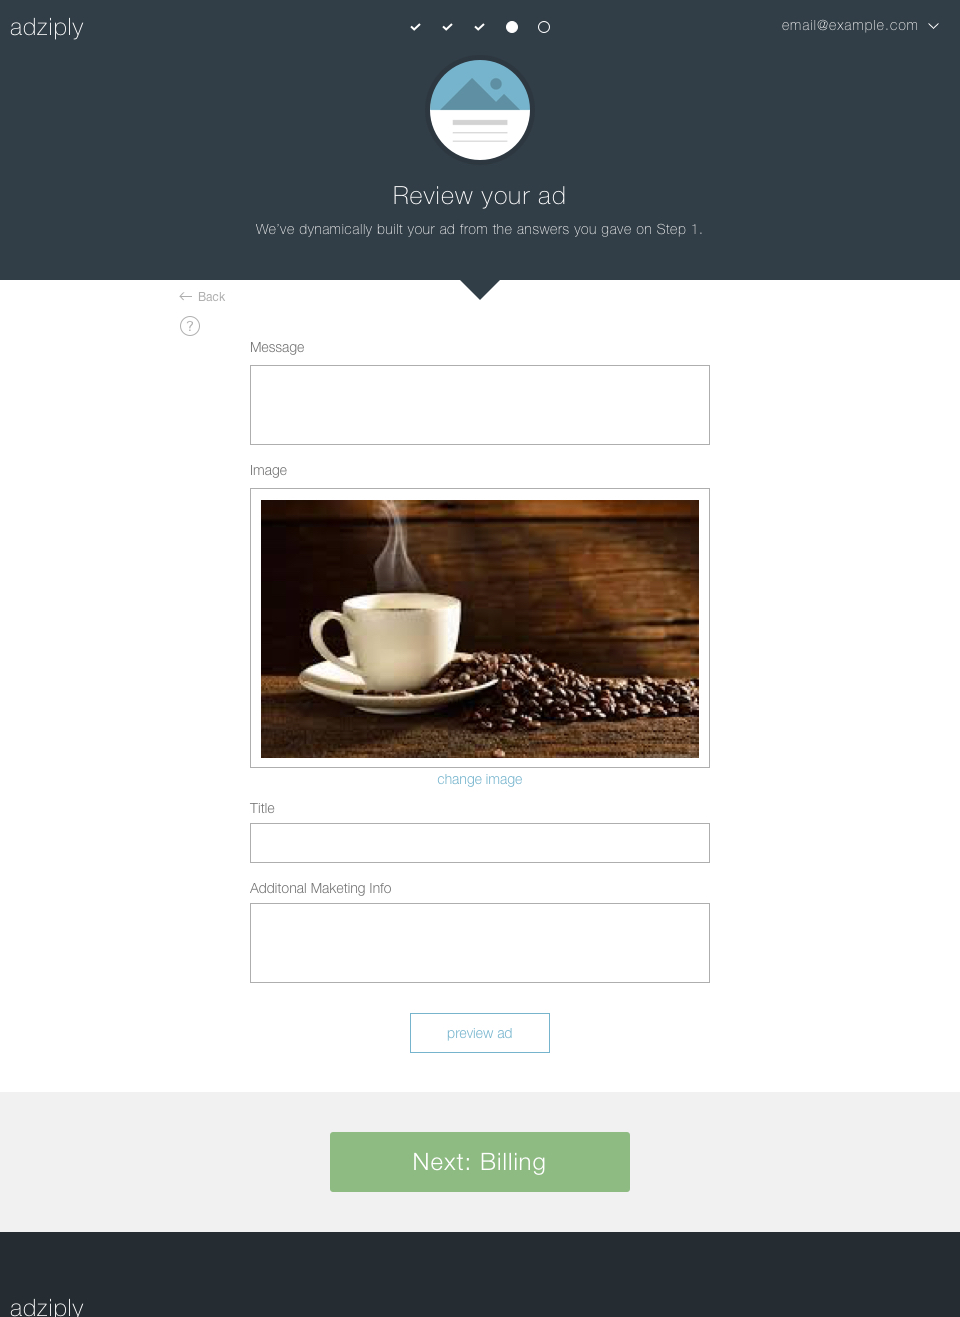 adziply
email@example.com
Review your ad
We've dynamically built your ad from the answers you gave on Step 1.
Back
?
Message
Image
change image
Title
Additonal Maketing Info
preview ad
Next: Billing
adziply